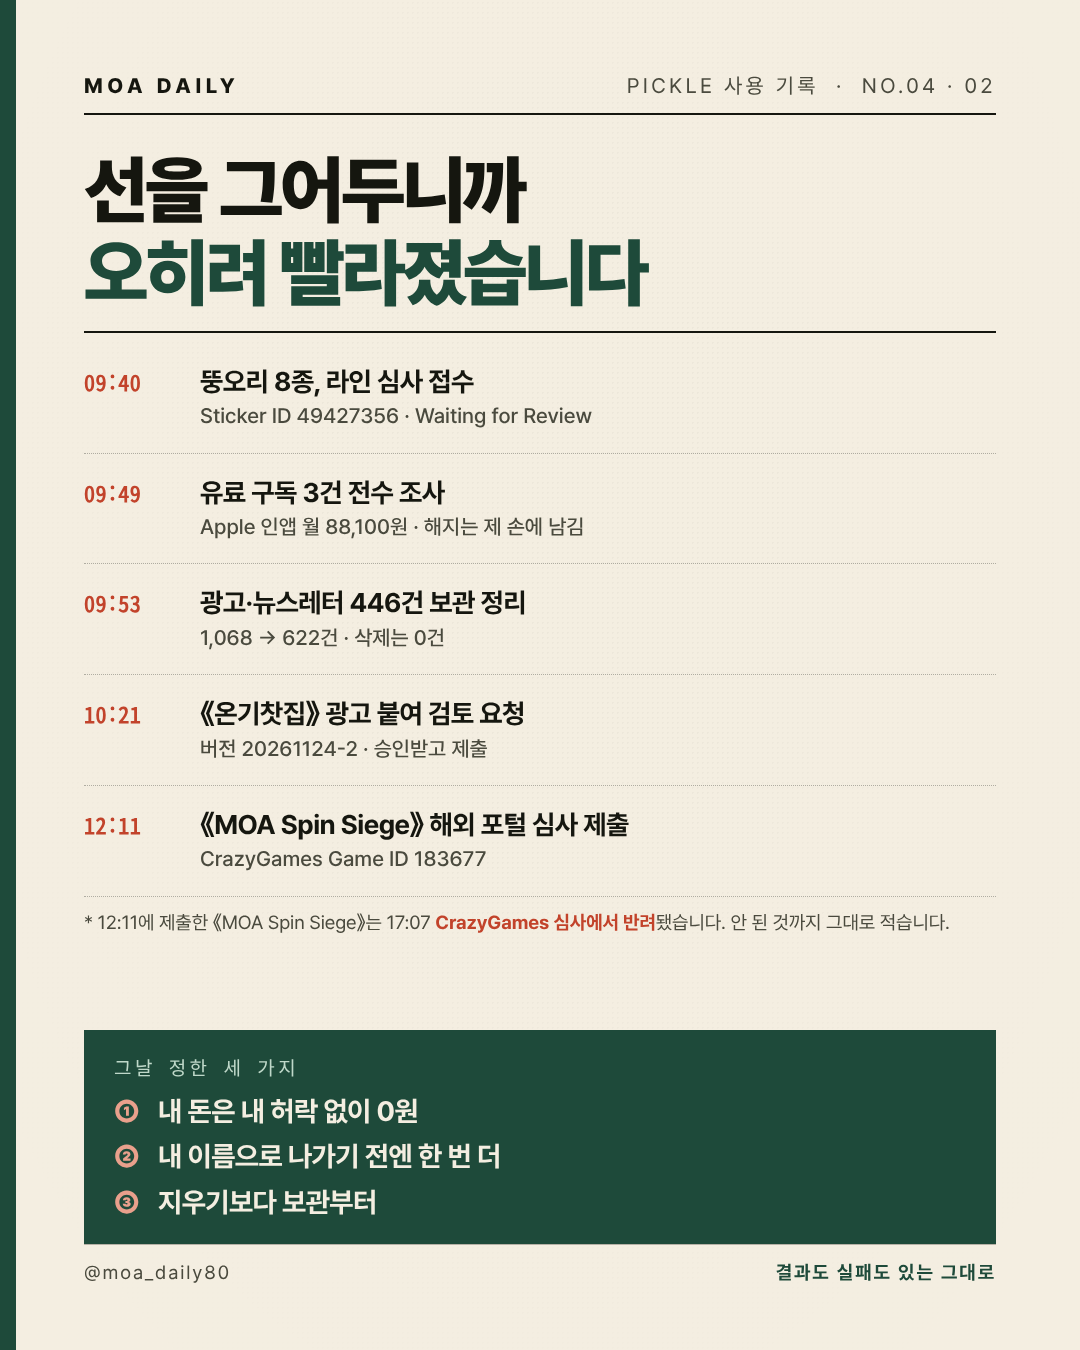 MOA DAILY
PICKLE 사용 기록 · NO.04 · 02
선을 그어두니까
오히려 빨라졌습니다
09:40
뚱오리 8종, 라인 심사 접수
Sticker ID 49427356 · Waiting for Review
09:49
유료 구독 3건 전수 조사
Apple 인앱 월 88,100원 · 해지는 제 손에 남김
09:53
광고·뉴스레터 446건 보관 정리
1,068 → 622건 · 삭제는 0건
10:21
《온기찻집》 광고 붙여 검토 요청
버전 20261124-2 · 승인받고 제출
12:11
《MOA Spin Siege》 해외 포털 심사 제출
CrazyGames Game ID 183677
* 12:11에 제출한 《MOA Spin Siege》는 17:07 CrazyGames 심사에서 반려됐습니다. 안 된 것까지 그대로 적습니다.
그날 정한 세 가지
❶ 내 돈은 내 허락 없이 0원
❷ 내 이름으로 나가기 전엔 한 번 더
❸ 지우기보다 보관부터
@moa_daily80
결과도 실패도 있는 그대로